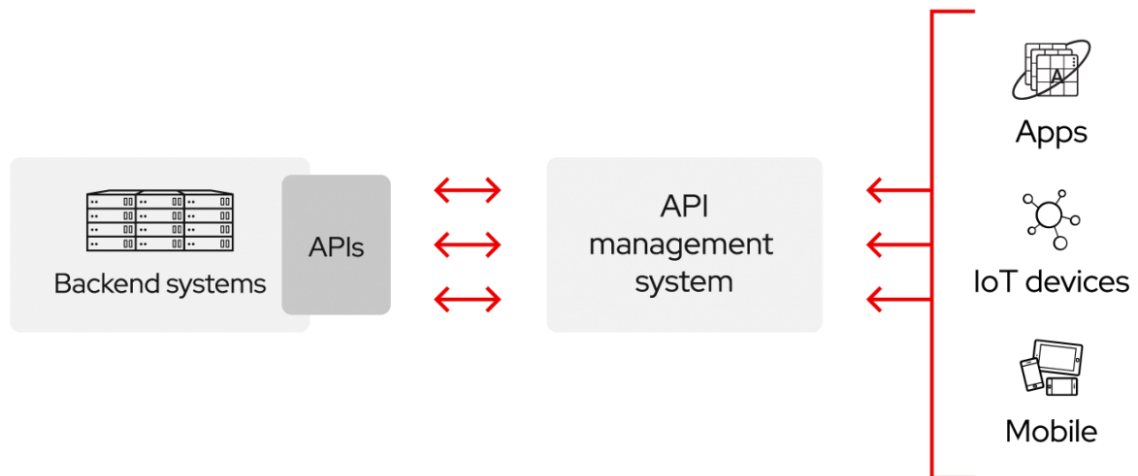 Backend systems
APIs
API
management
system
A
Apps
IoT devices
Mobile